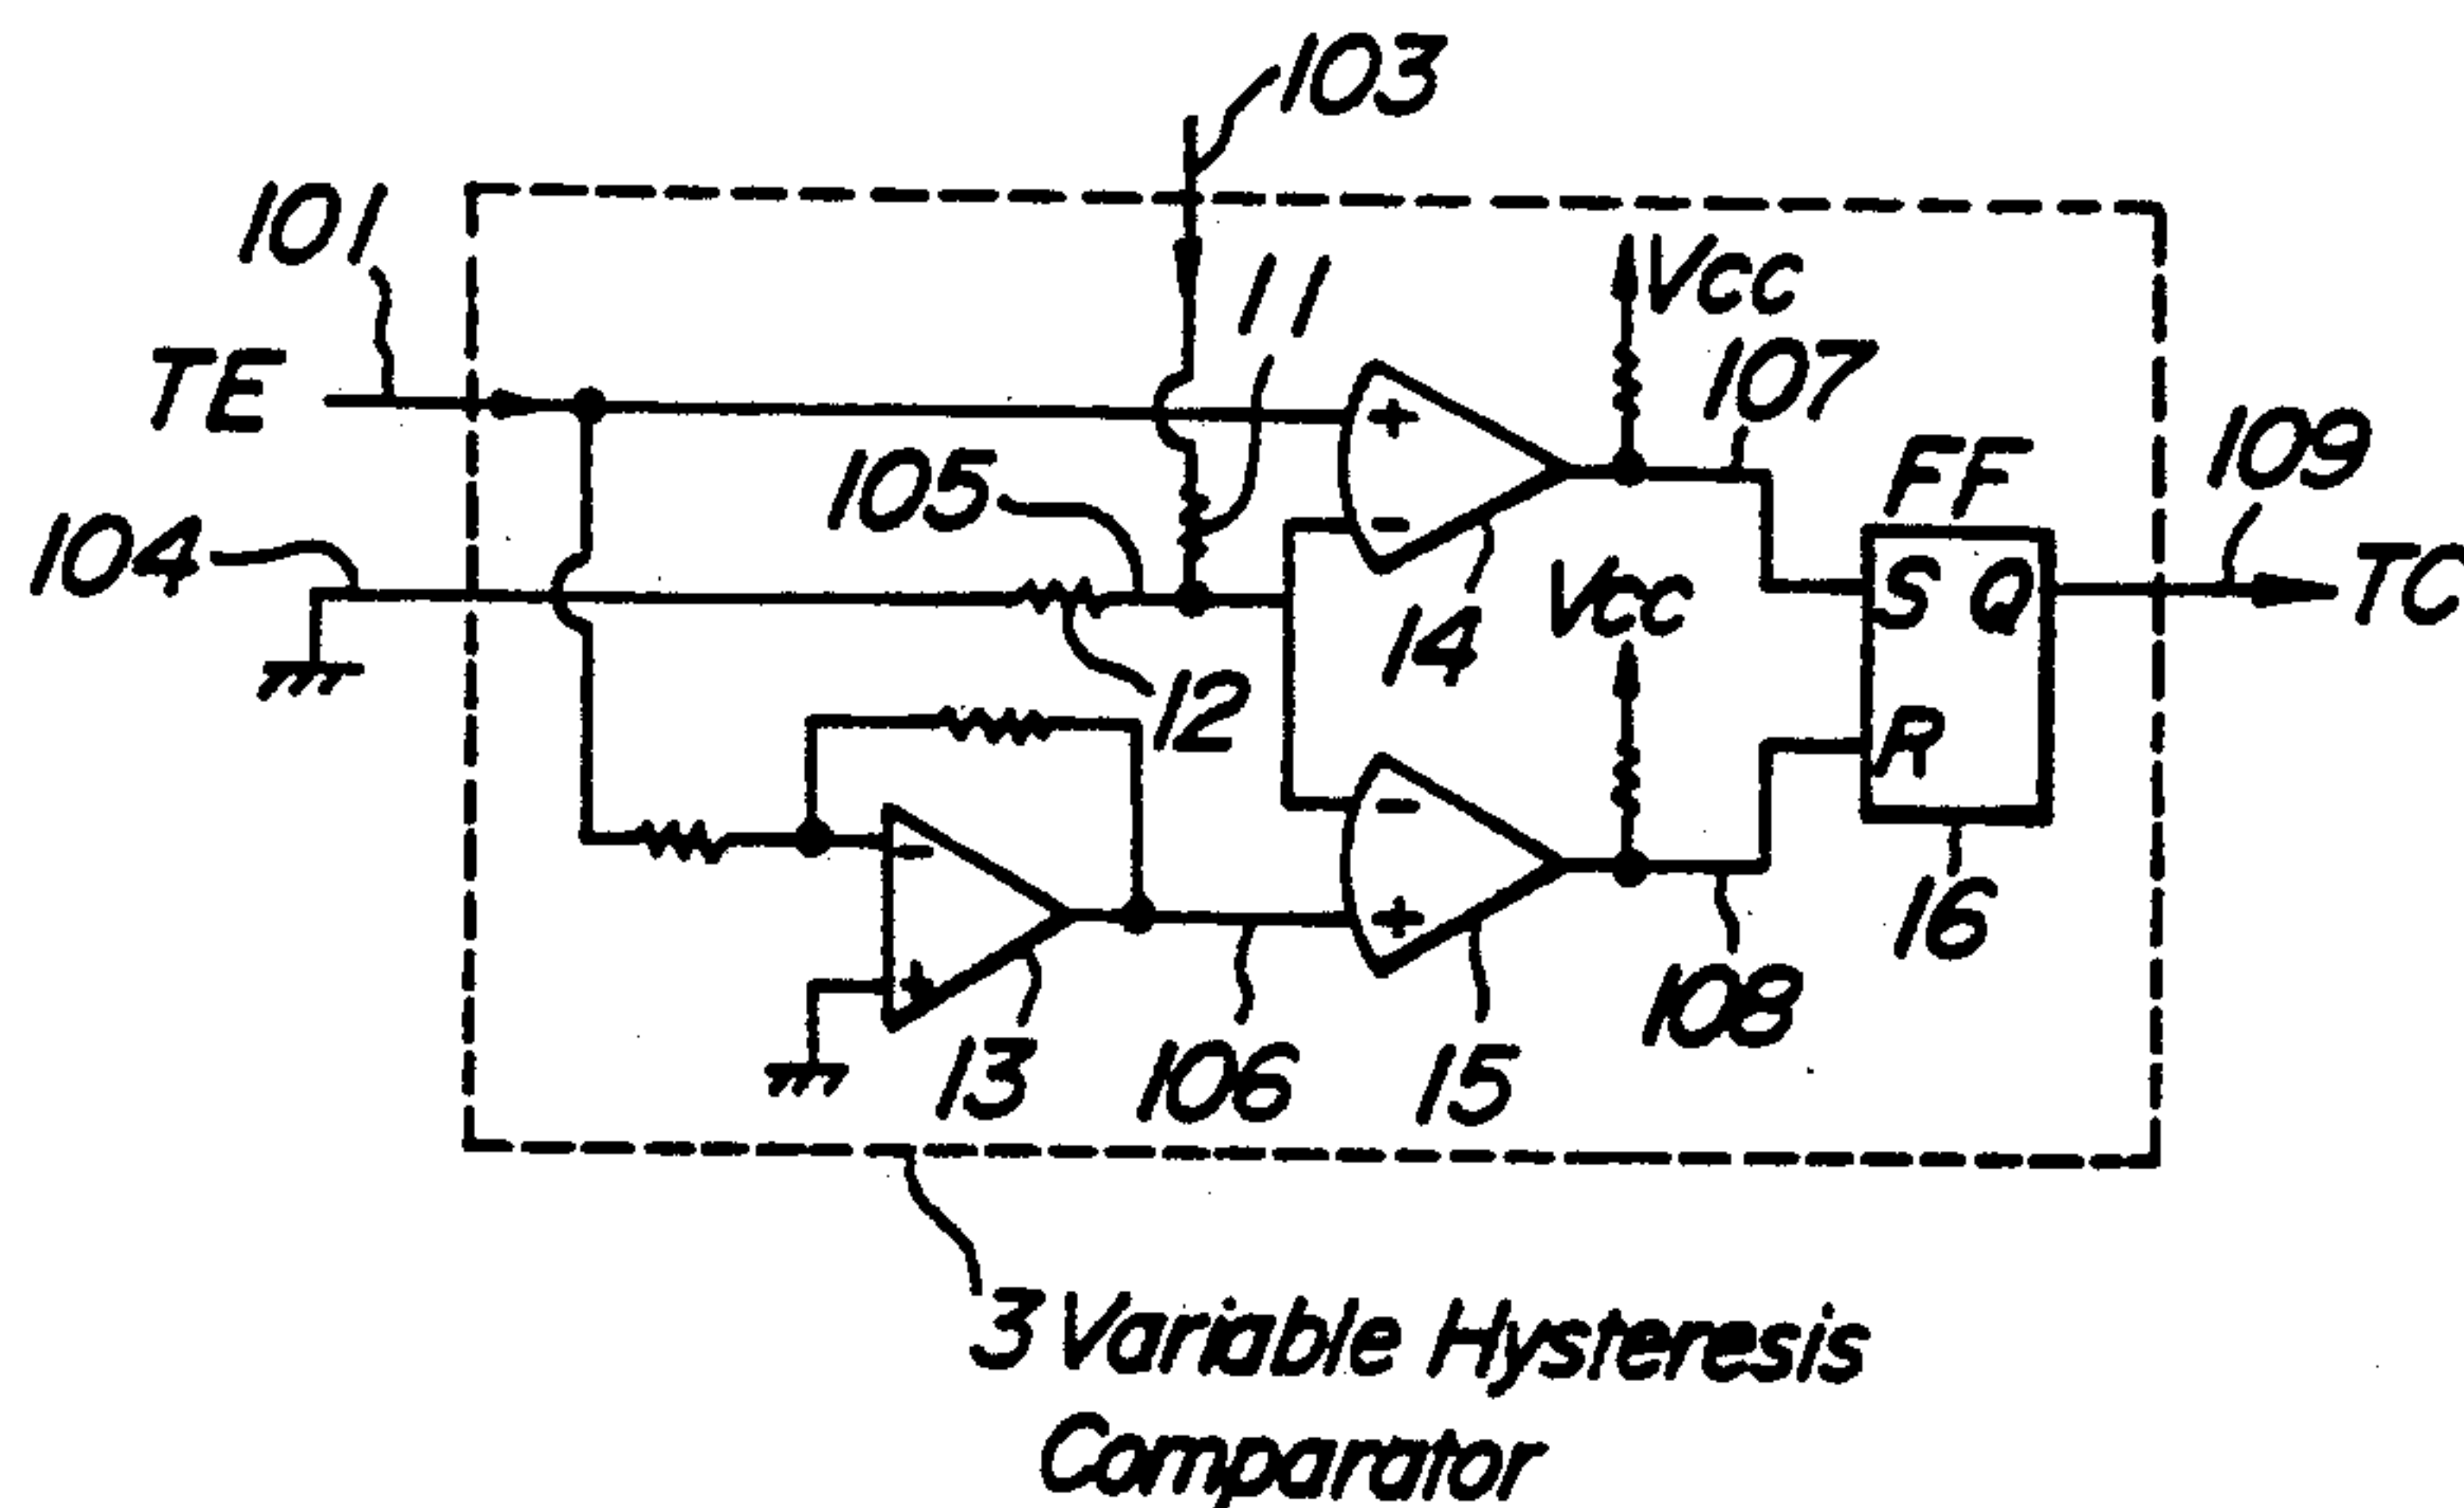 103
101
11
Vcc
107
TE
105
FF
109
104
+
-
S Q
TC
14
Vcc
12
R
-
-
+
+
16
13
106
15
108
3 Variable Hysteresis
Comparator